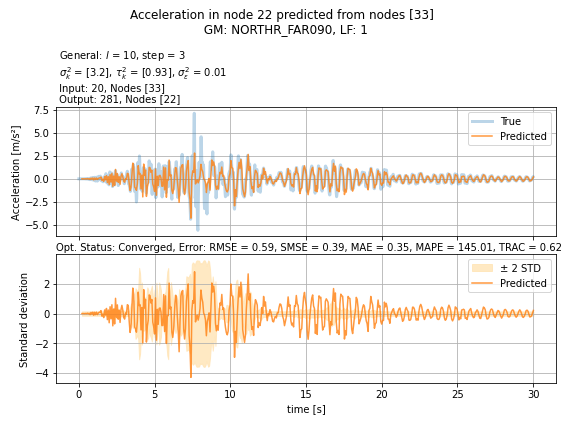 Acceleration in node 22 predicted from nodes [33]
GM: NORTHR_FAR090, LF: 1
General: l = 10, step = 3
σ²ₖ = [3.2], τ²ₖ = [0.93], σ²ε = 0.01
Input: 20, Nodes [33]
Output: 281, Nodes [22]
7.5
5.0
2.5
0.0
−2.5
−5.0
Acceleration [m/s²]
True
Predicted
Opt. Status: Converged, Error: RMSE = 0.59, SMSE = 0.39, MAE = 0.35, MAPE = 145.01, TRAC = 0.62
2
0
−2
−4
Standard deviation
± 2 STD
Predicted
0 5 10 15 20 25 30
time [s]